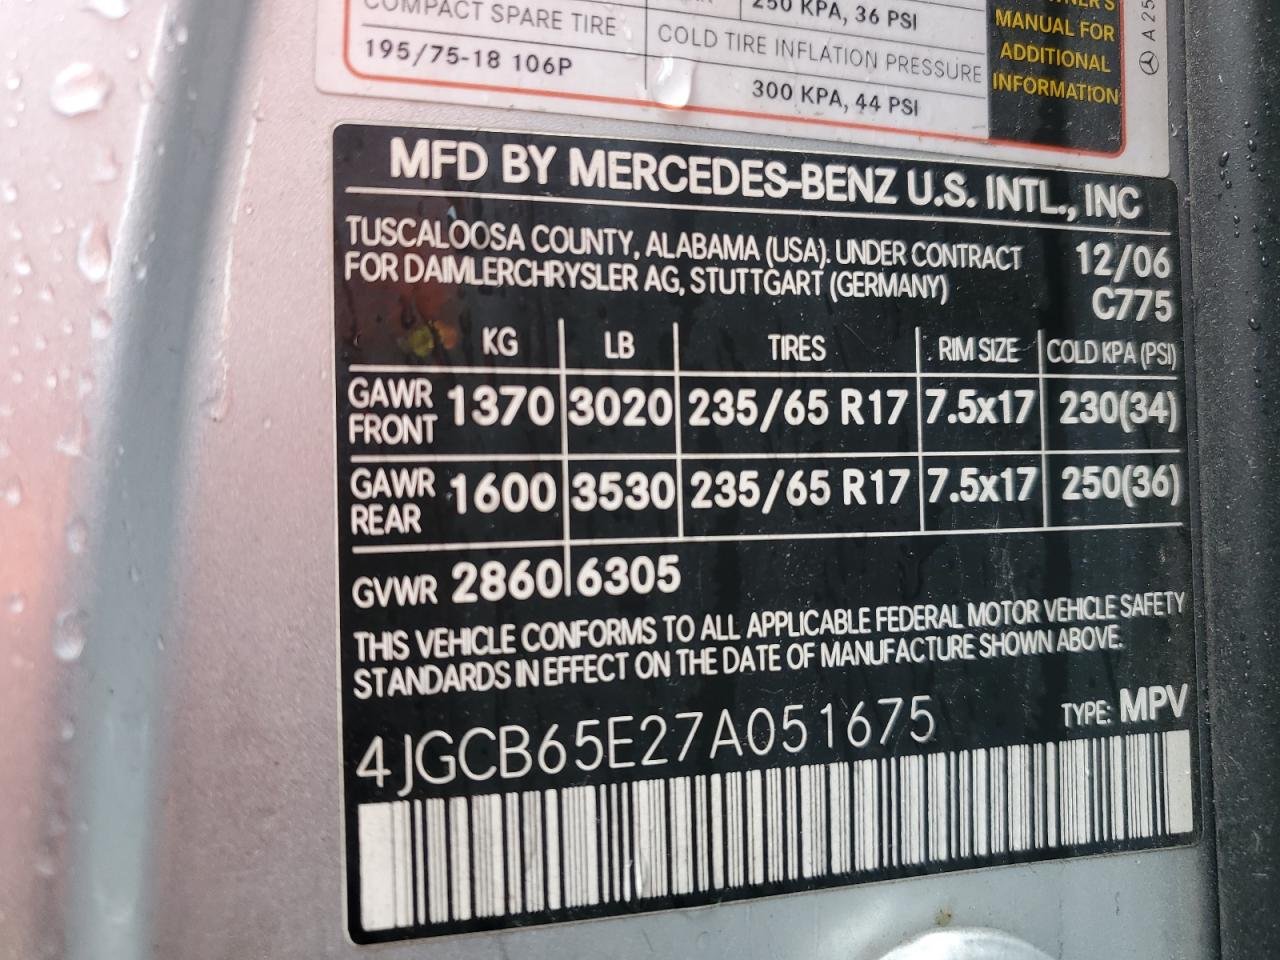 250 KPA, 36 PSI
COMPACT SPARE TIRE
195/75-18 106P
COLD TIRE INFLATION PRESSURE
300 KPA, 44 PSI
MANUAL FOR
ADDITIONAL
INFORMATION
A 25
MFD BY MERCEDES-BENZ U.S. INTL., INC
TUSCALOOSA COUNTY, ALABAMA (USA). UNDER CONTRACT
FOR DAIMLERCHRYSLER AG, STUTTGART (GERMANY)
12/06
C775
KG LB TIRES RIM SIZE COLD KPA (PSI)
GAWR FRONT 1370 3020 235/65 R17 7.5x17 230(34)
GAWR REAR 1600 3530 235/65 R17 7.5x17 250(36)
GVWR 2860 6305
THIS VEHICLE CONFORMS TO ALL APPLICABLE FEDERAL MOTOR VEHICLE SAFETY
STANDARDS IN EFFECT ON THE DATE OF MANUFACTURE SHOWN ABOVE.
4JGCB65E27A051675
TYPE: MPV